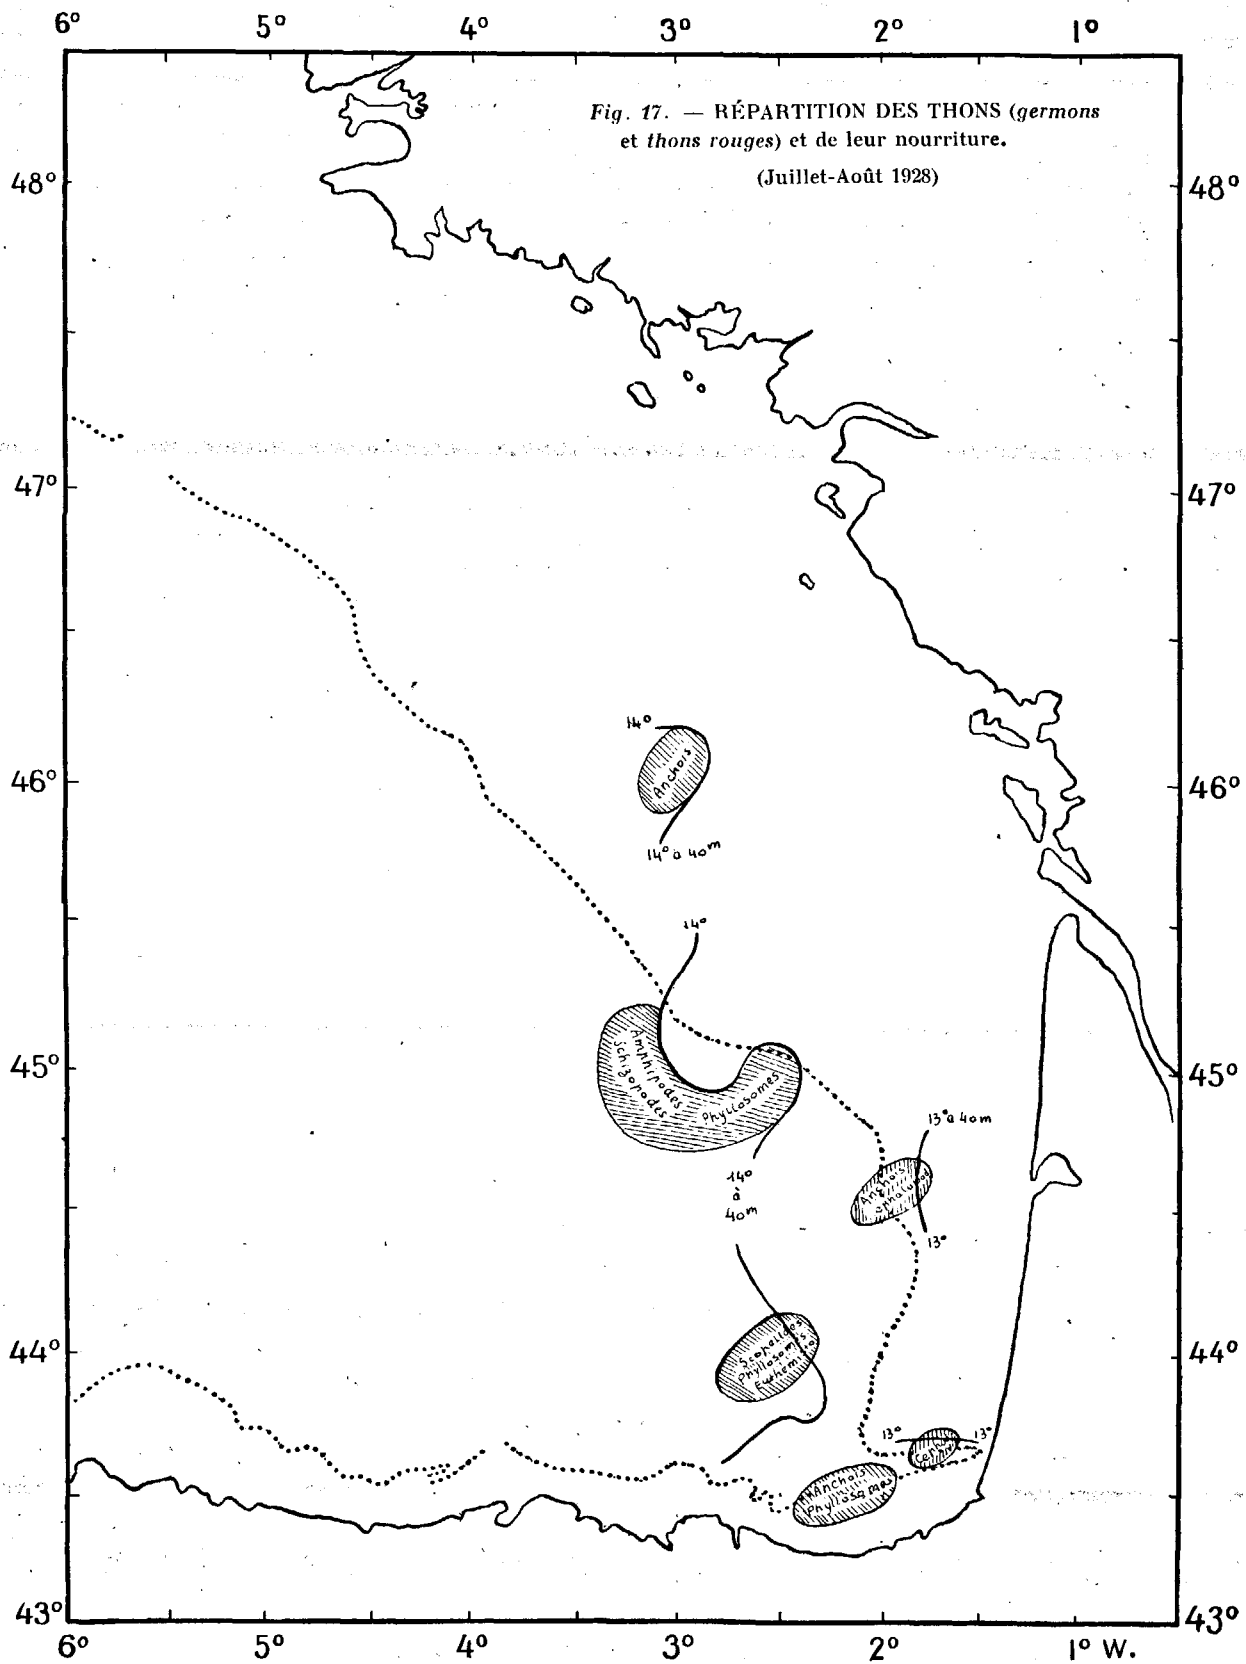 6° 5° 4° 3° 2° 1°
Fig. 17. — RÉPARTITION DES THONS (germons
et thons rouges) et de leur nourriture.
(Juillet-Août 1928)
48° 48°
47° 47°
14°
46° 46°
Anchois
14° à 40m
14°
45° 45°
Amphipodes
Schizopodes
Phyllosomes
13° à 40m
14°
à
40m
Anchois
13°
44° 44°
Scopelides
Phyllosomes
13° 13°
Anchois
Phyllosomes
43° 43°
6° 5° 4° 3° 2° 1° W.